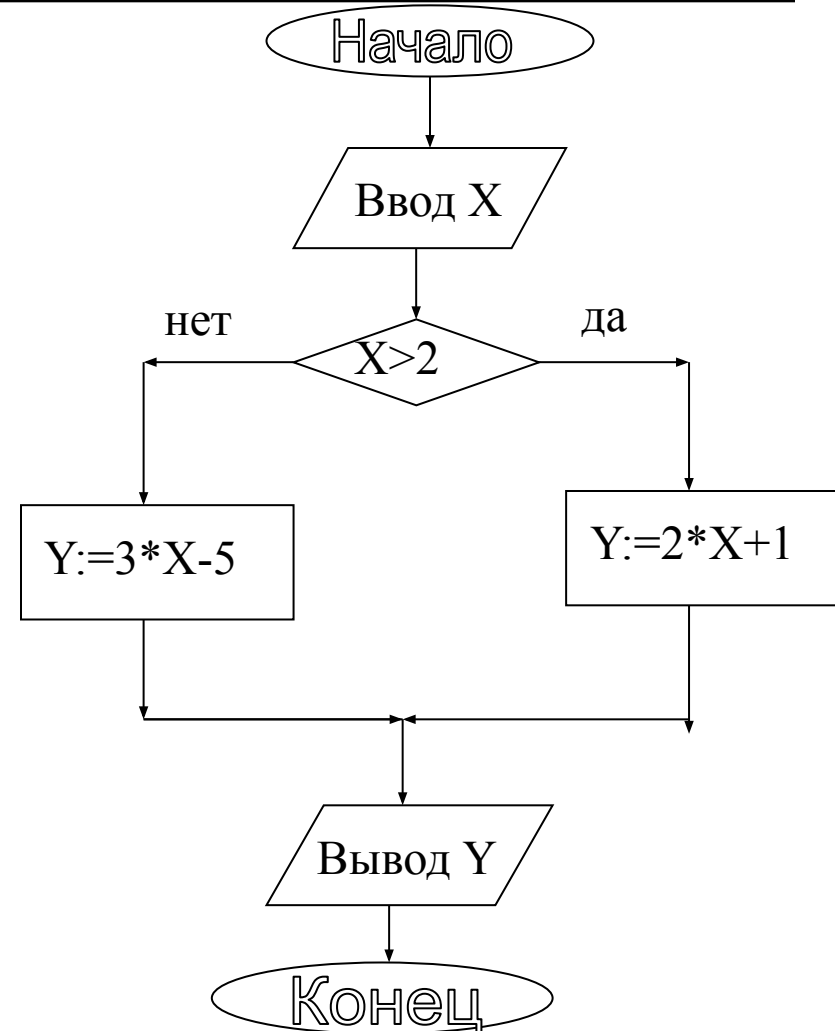 Начало
Ввод X
нет
да
X>2
Y:=3*X-5
Y:=2*X+1
Вывод Y
Конец